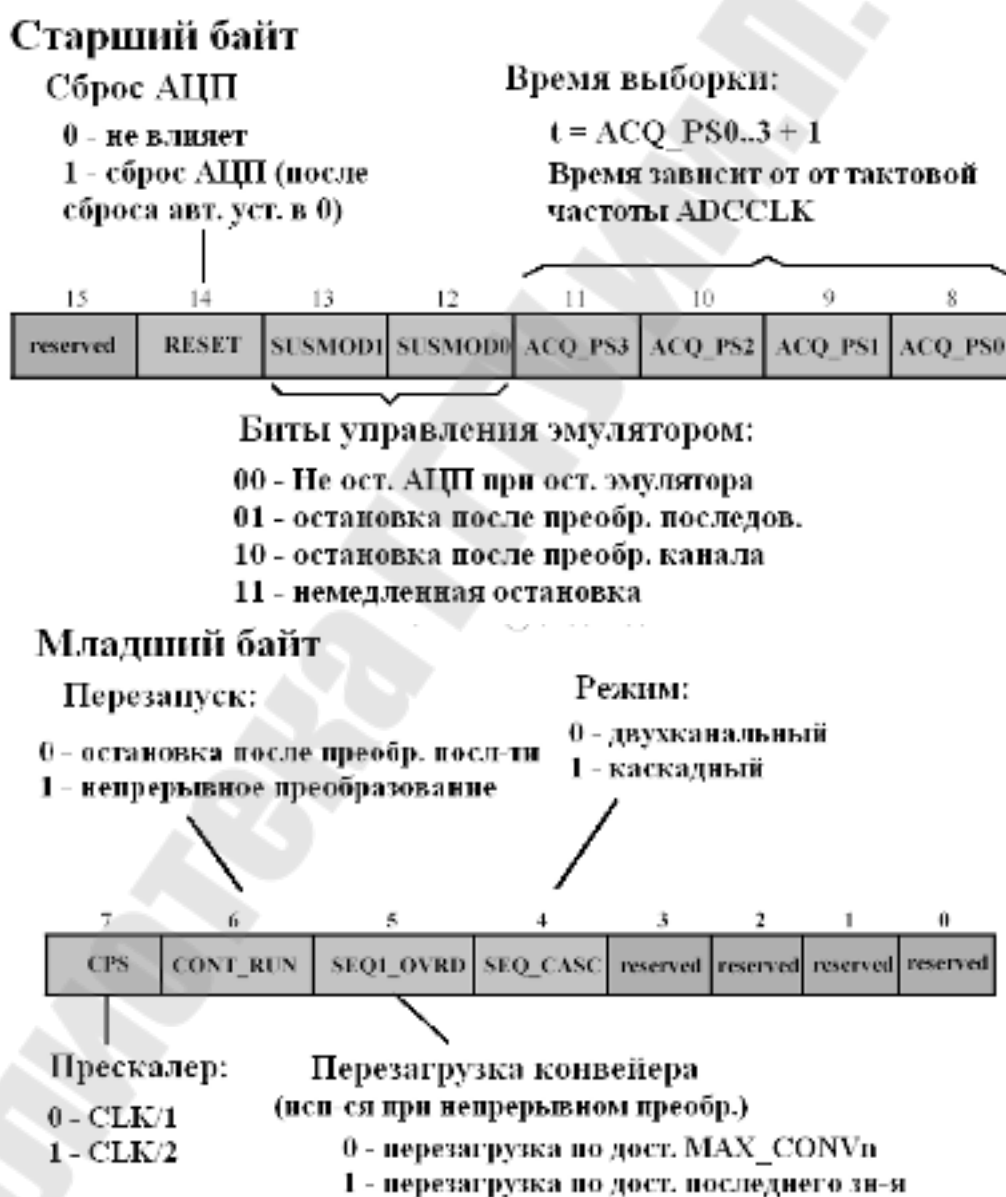 Старший байт
Сброс АЦП
0 - не влияет
1 - сброс АЦП (после
сброса авт. уст. в 0)
Время выборки:
t = ACQ_PS0..3 + 1
Время зависит от от тактовой
частоты ADCCLK
15 14 13 12 11 10 9 8
reserved RESET SUSMOD1 SUSMOD0 ACQ_PS3 ACQ_PS2 ACQ_PS1 ACQ_PS0
Биты управления эмулятором:
00 - Не ост. АЦП при ост. эмулятора
01 - остановка после преобр. последов.
10 - остановка после преобр. канала
11 - немедленная остановка
Младший байт
Перезапуск:
0 - остановка после преобр. посл-ти
1 - непрерывное преобразование
Режим:
0 - двухканальный
1 - каскадный
7 6 5 4 3 2 1 0
CPS CONT_RUN SEQ1_OVRD SEQ_CASC reserved reserved reserved reserved
Прескалер:
0 - CLK/1
1 - CLK/2
Перезагрузка конвейера
(исп-ся при непрерывном преобр.)
0 - перезагрузка по дост. MAX_CONVn
1 - перезагрузка по дост. последнего зн-я